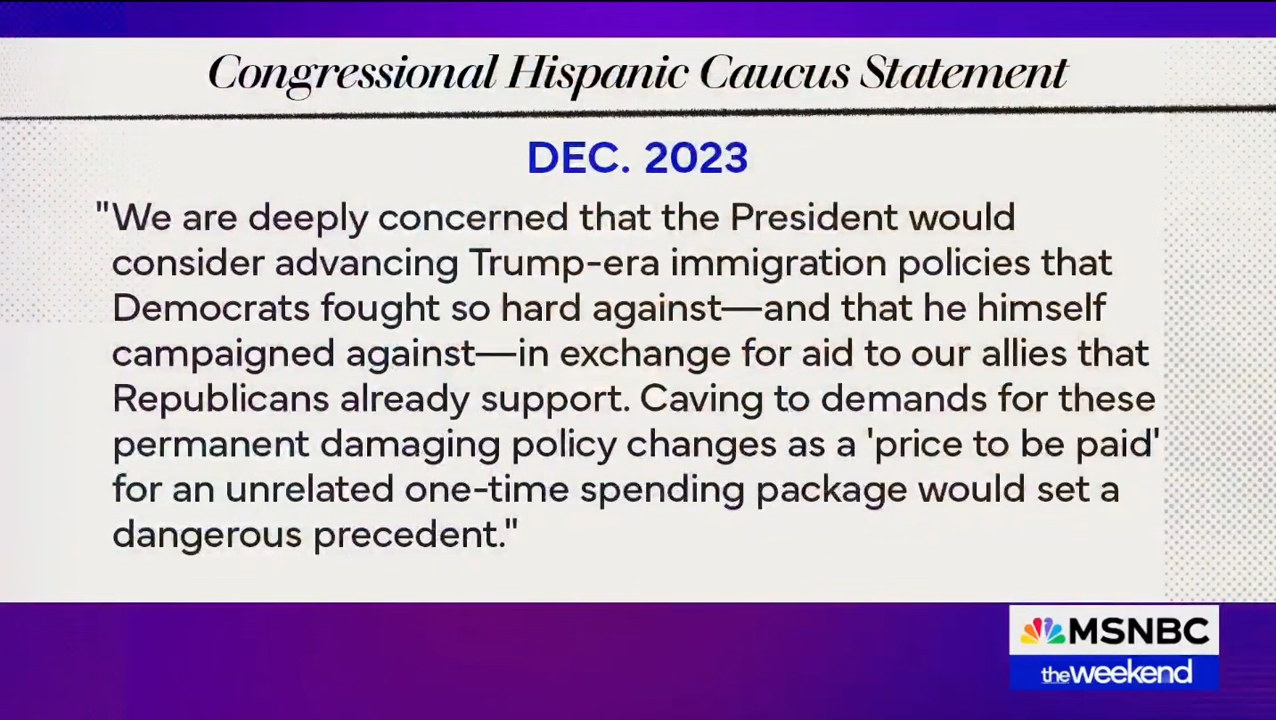 Congressional Hispanic Caucus Statement
DEC. 2023
"We are deeply concerned that the President would
consider advancing Trump-era immigration policies that
Democrats fought so hard against—and that he himself
campaigned against—in exchange for aid to our allies that
Republicans already support. Caving to demands for these
permanent damaging policy changes as a 'price to be paid'
for an unrelated one-time spending package would set a
dangerous precedent."
MSNBC
theweekend